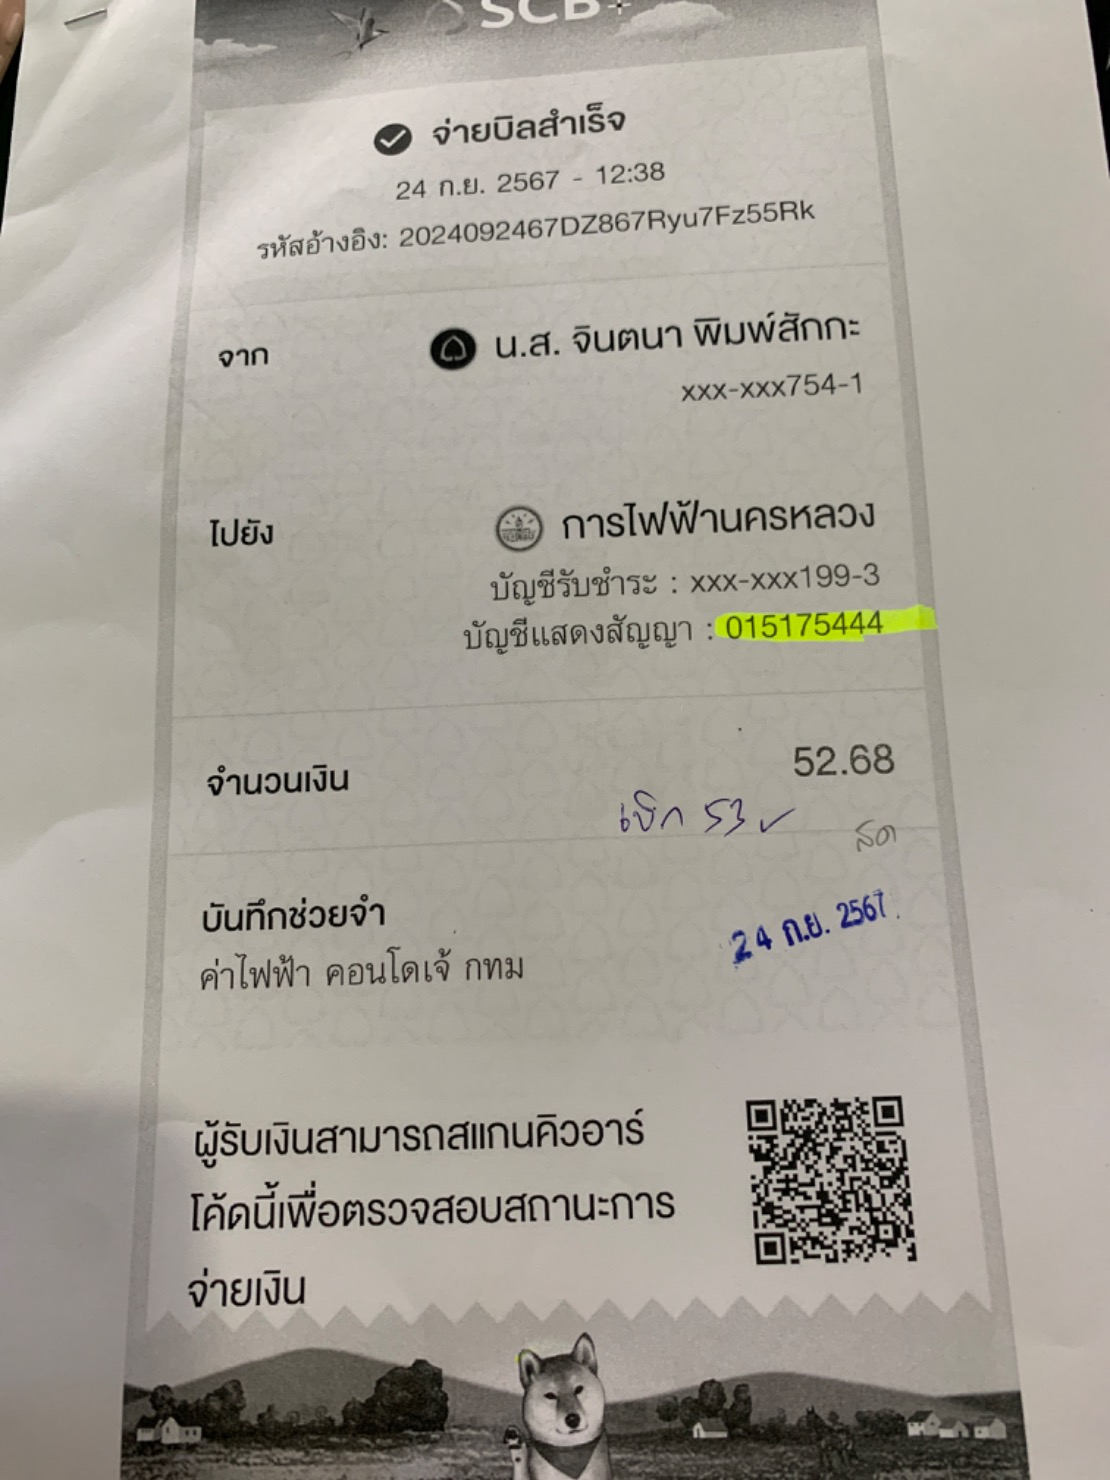 SCB+
จ่ายบิลสำเร็จ
24 ก.ย. 2567 - 12:38
รหัสอ้างอิง: 2024092467DZ867Ryu7Fz55Rk
จาก
น.ส. จินตนา พิมพ์สักกะ
xxx-xxx754-1
ไปยัง
การไฟฟ้านครหลวง
บัญชีรับชำระ : xxx-xxx199-3
บัญชีแสดงสัญญา : 015175444
จำนวนเงิน
52.68
เบิก 53
สด
บันทึกช่วยจำ
24 ก.ย. 2567
ค่าไฟฟ้า คอนโดเจ้ กทม
ผู้รับเงินสามารถสแกนคิวอาร์
โค้ดนี้เพื่อตรวจสอบสถานะการ
จ่ายเงิน